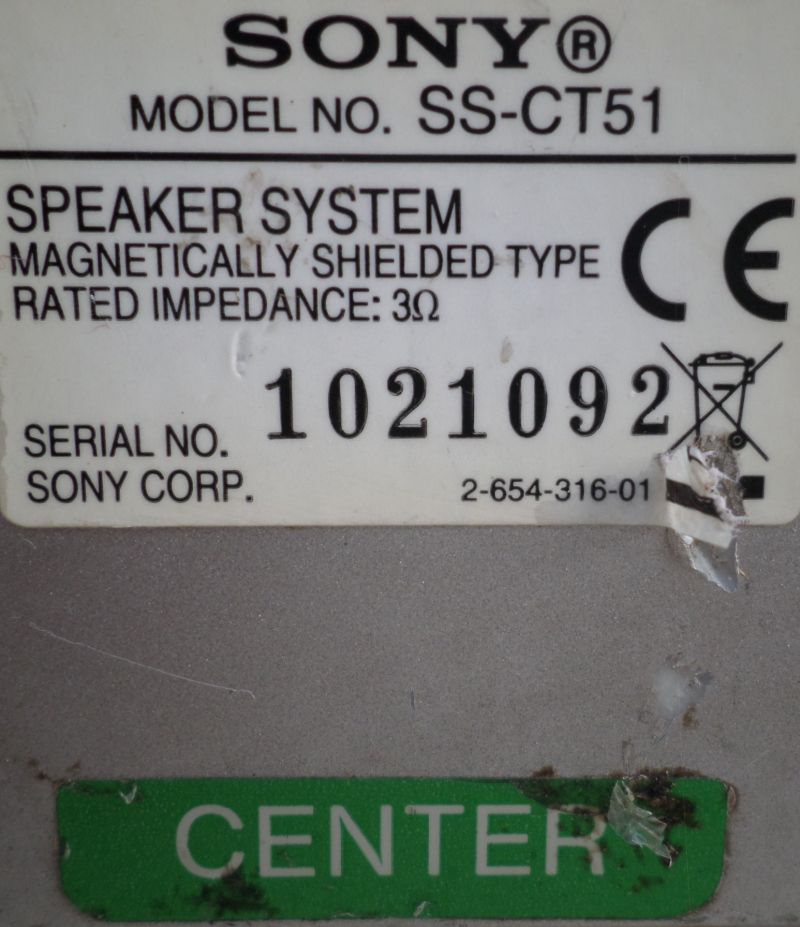 SONY®
MODEL NO. SS-CT51
SPEAKER SYSTEM
MAGNETICALLY SHIELDED TYPE
RATED IMPEDANCE: 3Ω
CE
SERIAL NO. 1021092
SONY CORP. 2-654-316-01
CENTER